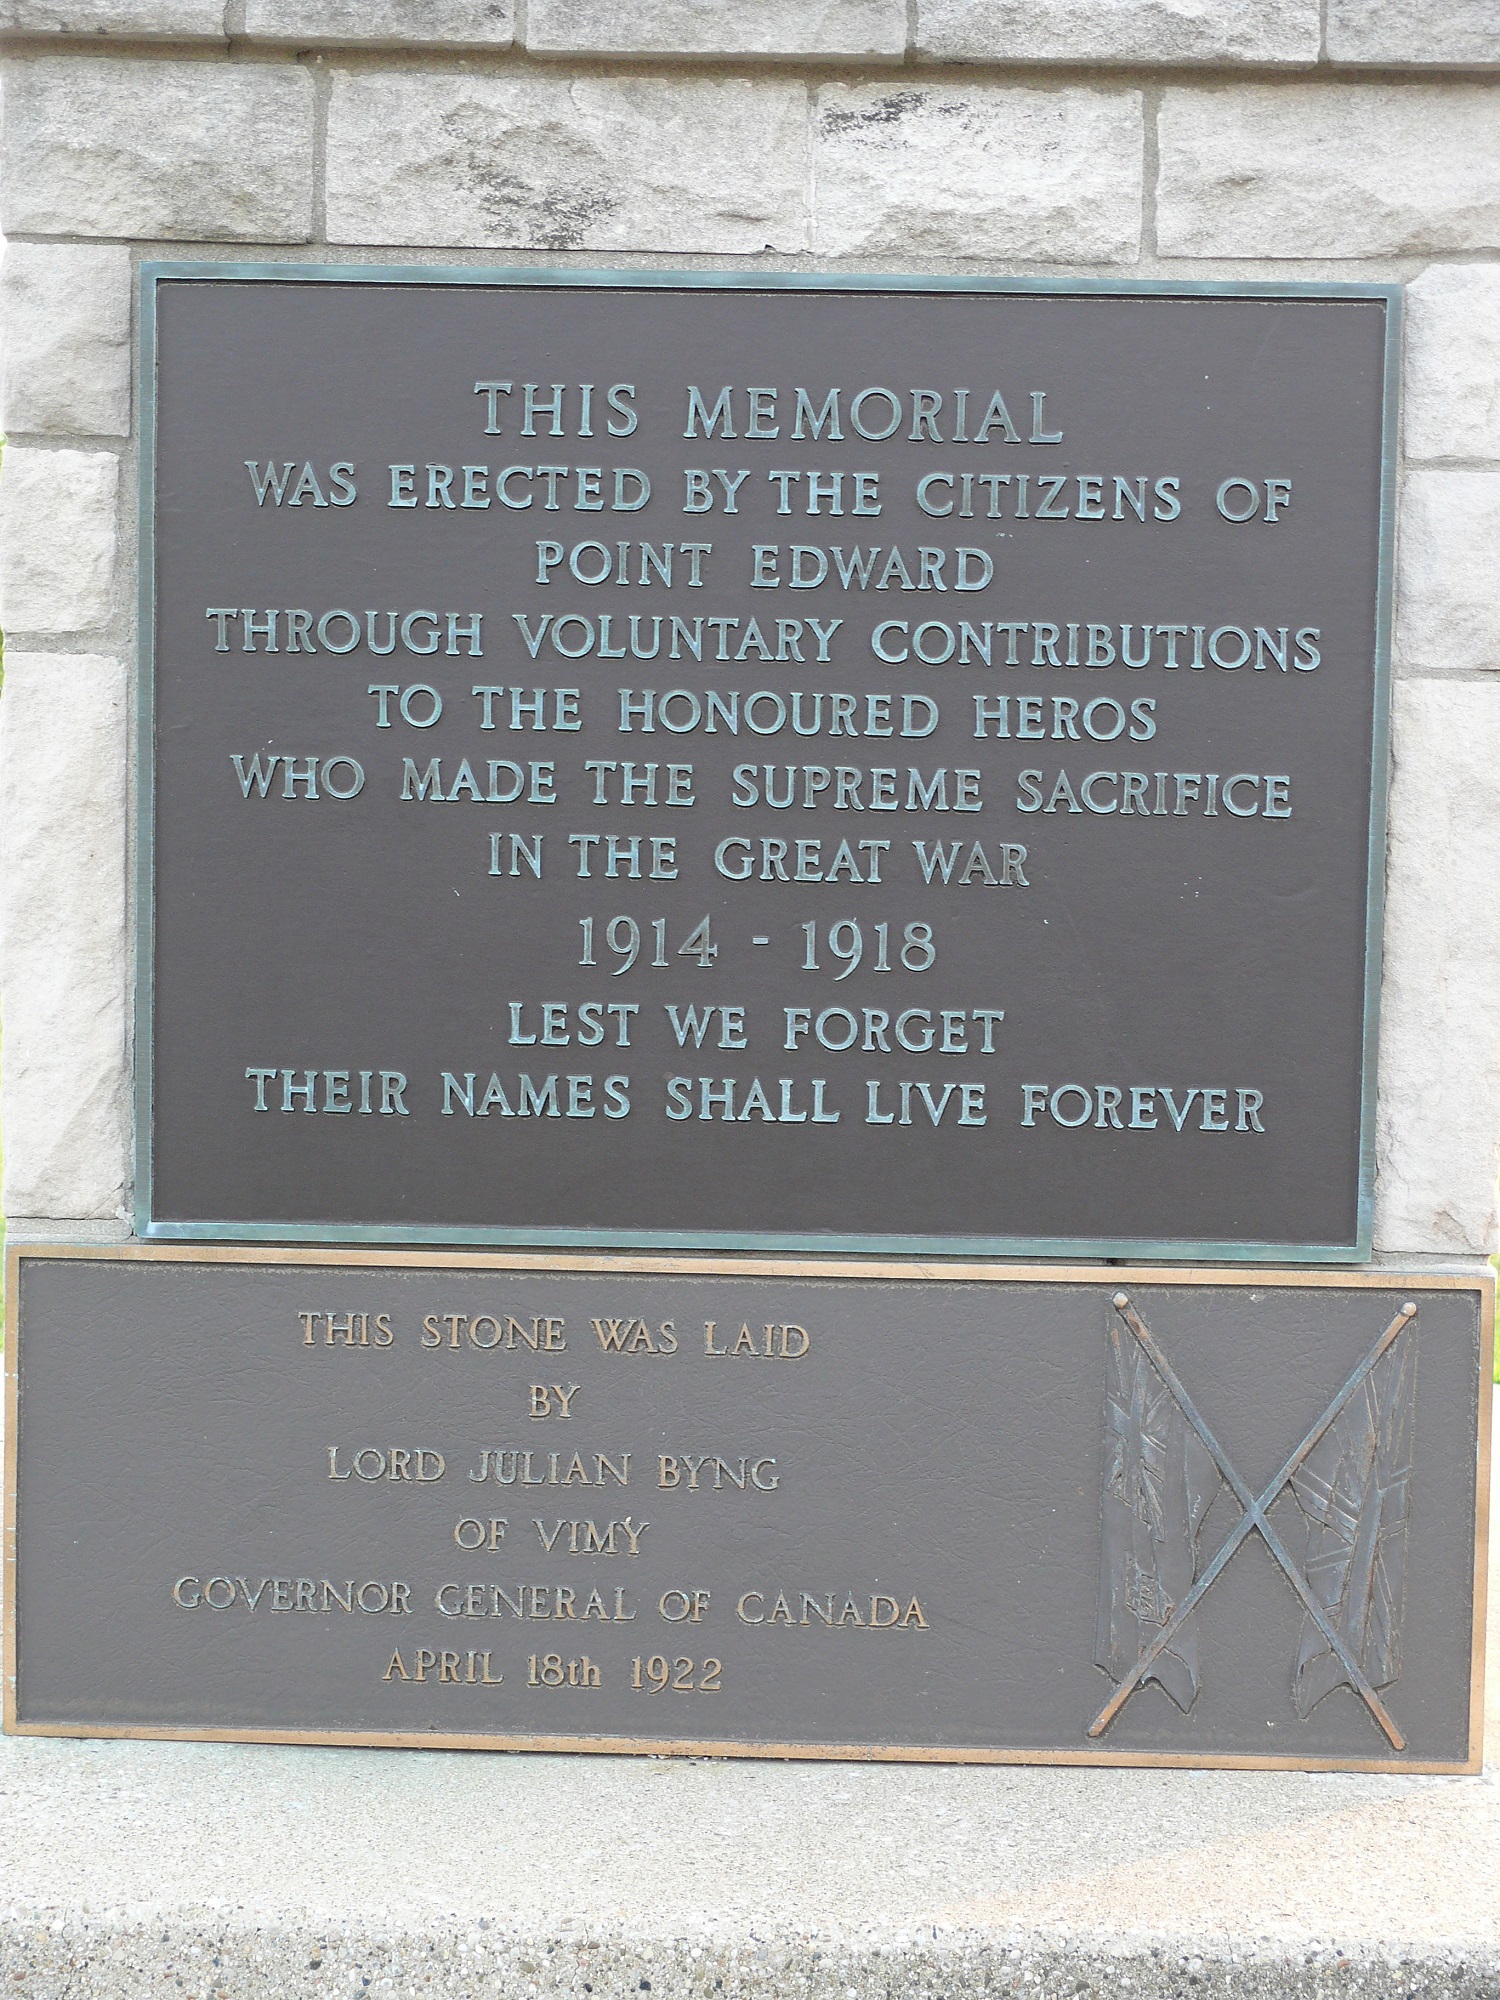 THIS MEMORIAL
WAS ERECTED BY THE CITIZENS OF
POINT EDWARD
THROUGH VOLUNTARY CONTRIBUTIONS
TO THE HONOURED HEROS
WHO MADE THE SUPREME SACRIFICE
IN THE GREAT WAR
1914 - 1918
LEST WE FORGET
THEIR NAMES SHALL LIVE FOREVER
THIS STONE WAS LAID
BY
LORD JULIAN BYNG
OF VIMY
GOVERNOR GENERAL OF CANADA
APRIL 18th 1922